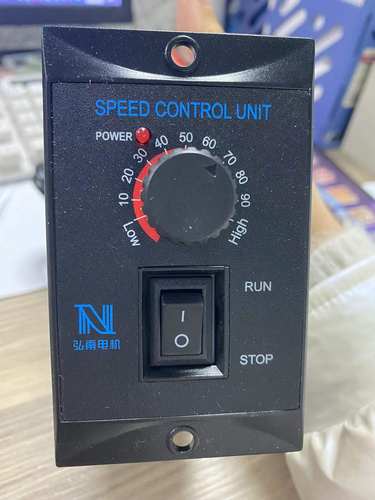 SPEED CONTROL UNIT
POWER
Low 10 20 30 40 50 60 70 80 90 High
I
RUN
O
STOP
N
弘南电机